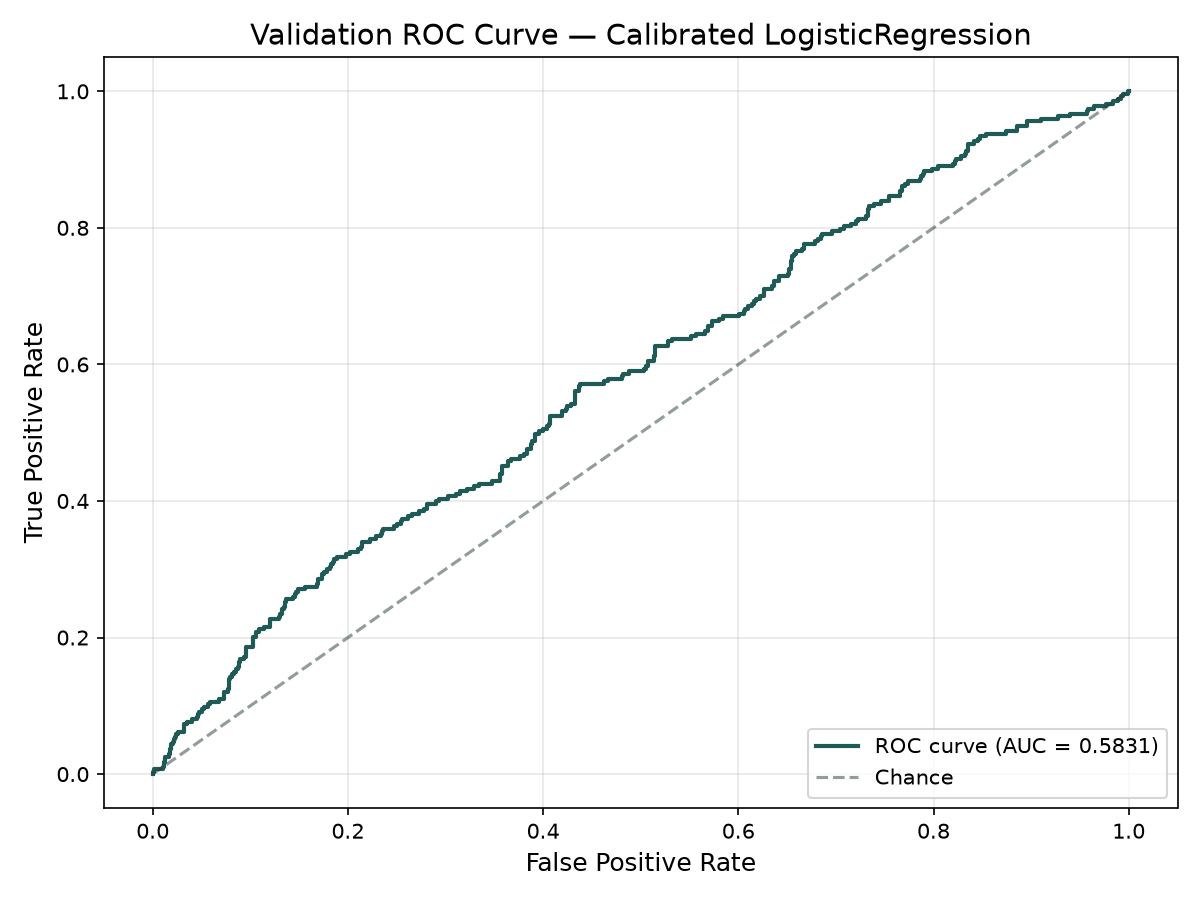 Validation ROC Curve — Calibrated LogisticRegression
True Positive Rate
1.0
0.8
0.6
0.4
0.2
0.0
0.0 0.2 0.4 0.6 0.8 1.0
False Positive Rate
ROC curve (AUC = 0.5831)
Chance